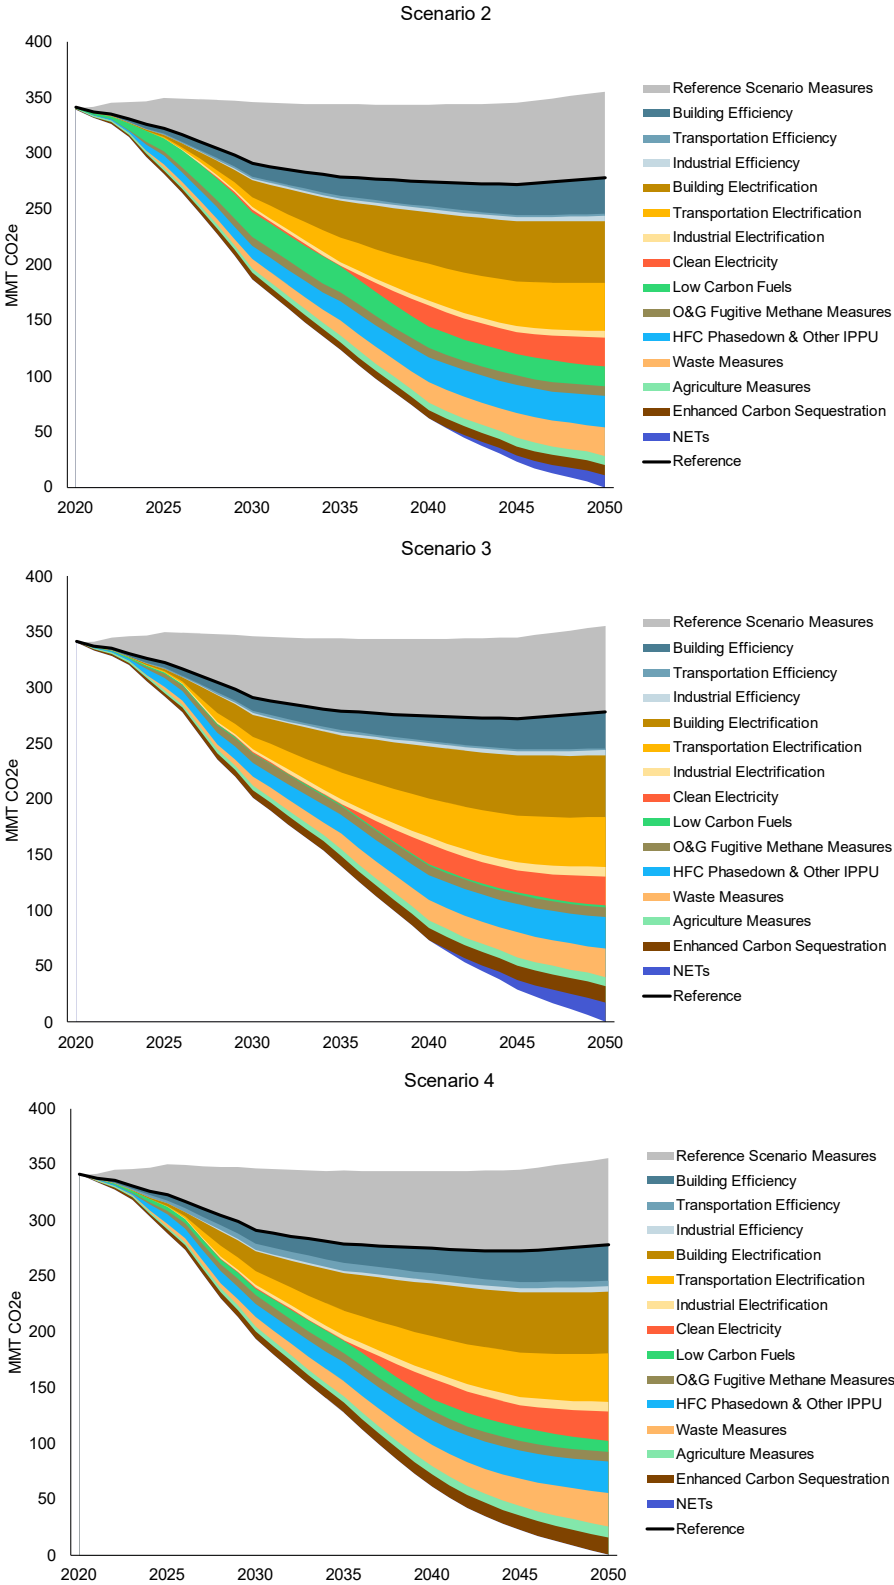 Scenario 2
400
350
300
250
200
150
100
50
0
MMT CO2e
2020 2025 2030 2035 2040 2045 2050
Reference Scenario Measures
Building Efficiency
Transportation Efficiency
Industrial Efficiency
Building Electrification
Transportation Electrification
Industrial Electrification
Clean Electricity
Low Carbon Fuels
O&G Fugitive Methane Measures
HFC Phasedown & Other IPPU
Waste Measures
Agriculture Measures
Enhanced Carbon Sequestration
NETs
Reference
Scenario 3
400
350
300
250
200
150
100
50
0
MMT CO2e
2020 2025 2030 2035 2040 2045 2050
Reference Scenario Measures
Building Efficiency
Transportation Efficiency
Industrial Efficiency
Building Electrification
Transportation Electrification
Industrial Electrification
Clean Electricity
Low Carbon Fuels
O&G Fugitive Methane Measures
HFC Phasedown & Other IPPU
Waste Measures
Agriculture Measures
Enhanced Carbon Sequestration
NETs
Reference
Scenario 4
400
350
300
250
200
150
100
50
0
MMT CO2e
2020 2025 2030 2035 2040 2045 2050
Reference Scenario Measures
Building Efficiency
Transportation Efficiency
Industrial Efficiency
Building Electrification
Transportation Electrification
Industrial Electrification
Clean Electricity
Low Carbon Fuels
O&G Fugitive Methane Measures
HFC Phasedown & Other IPPU
Waste Measures
Agriculture Measures
Enhanced Carbon Sequestration
NETs
Reference